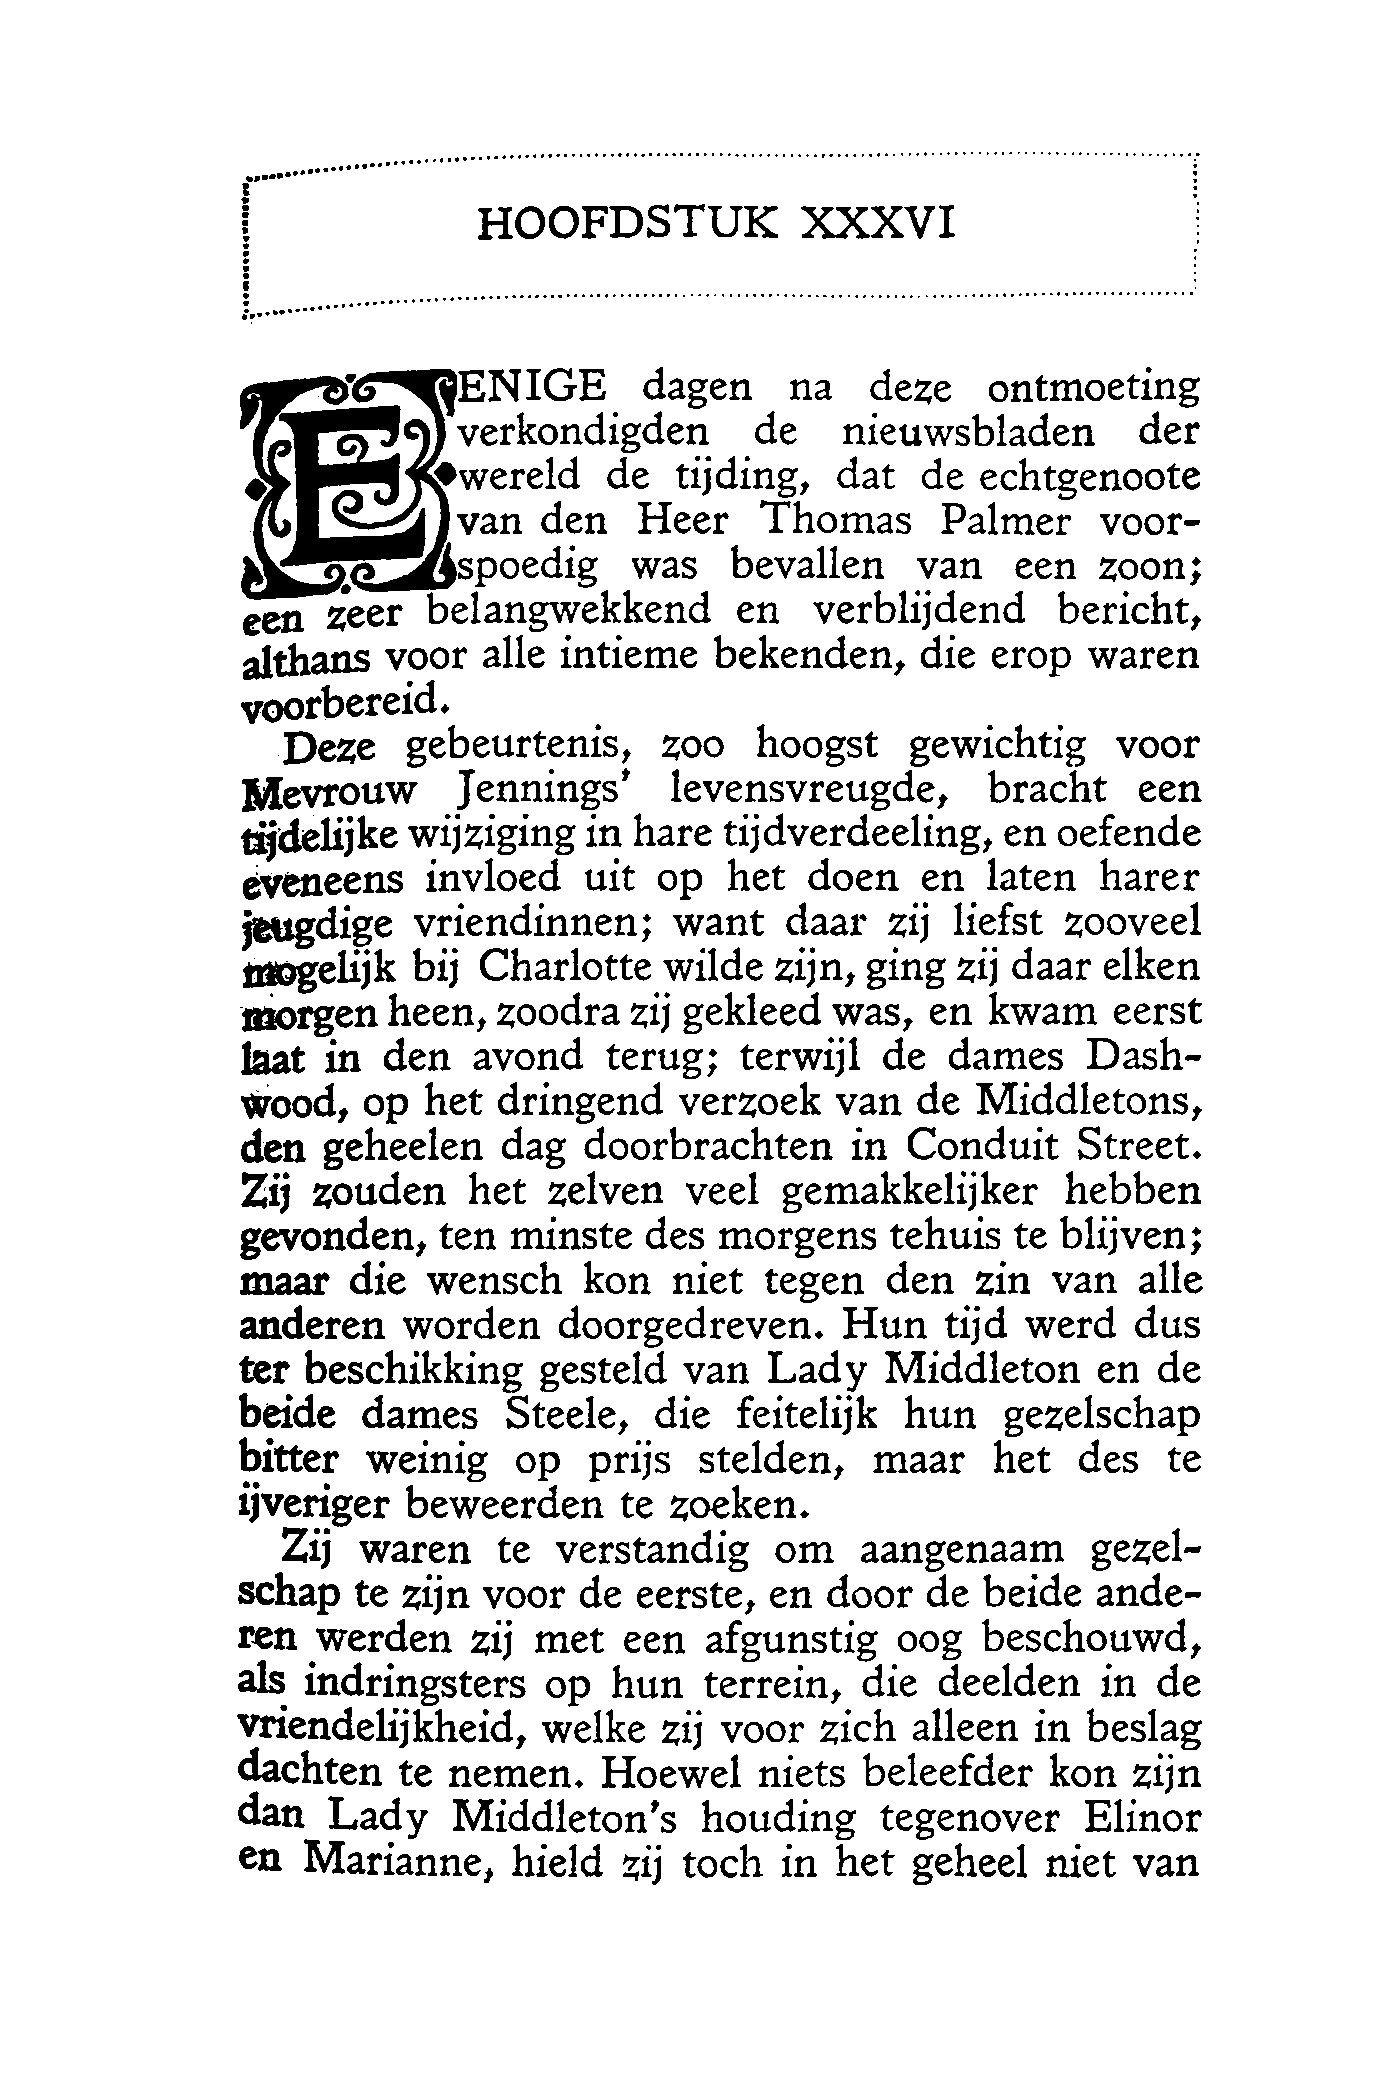 HOOFDSTUK XXXVI
EENIGE dagen na deze ontmoeting
verkondigden de nieuwsbladen der
wereld de tijding, dat de echtgenoote
van den Heer Thomas Palmer voor-
spoedig was bevallen van een zoon;
een zeer belangwekkend en verblijdend bericht,
althans voor alle intieme bekenden, die erop waren
voorbereid.
Deze gebeurtenis, zoo hoogst gewichtig voor
Mevrouw Jennings' levensvreugde, bracht een
tijdelijke wijziging in hare tijdverdeeling, en oefende
eveneens invloed uit op het doen en laten harer
jeugdige vriendinnen; want daar zij liefst zooveel
mogelijk bij Charlotte wilde zijn, ging zij daar elken
morgen heen, zoodra zij gekleed was, en kwam eerst
laat in den avond terug; terwijl de dames Dash-
wood, op het dringend verzoek van de Middletons,
den geheelen dag doorbrachten in Conduit Street.
Zij zouden het zelven veel gemakkelijker hebben
gevonden, ten minste des morgens tehuis te blijven;
maar die wensch kon niet tegen den zin van alle
anderen worden doorgedreven. Hun tijd werd dus
ter beschikking gesteld van Lady Middleton en de
beide dames Steele, die feitelijk hun gezelschap
bitter weinig op prijs stelden, maar het des te
ijveriger beweerden te zoeken.
Zij waren te verstandig om aangenaam gezel-
schap te zijn voor de eerste, en door de beide ande-
ren werden zij met een afgunstig oog beschouwd,
als indringsters op hun terrein, die deelden in de
vriendelijkheid, welke zij voor zich alleen in beslag
dachten te nemen. Hoewel niets beleefder kon zijn
dan Lady Middleton's houding tegenover Elinor
en Marianne, hield zij toch in het geheel niet van